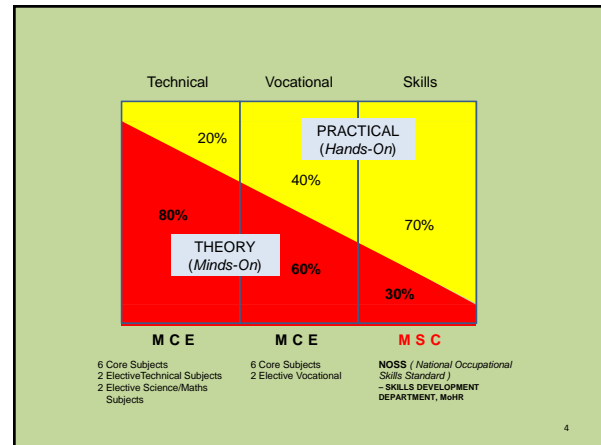 Technical Vocational Skills
20%
PRACTICAL
(Hands-On)
40%
80%
70%
THEORY
(Minds-On)
60%
30%
M C E
M C E
M S C
6 Core Subjects
2 ElectiveTechnical Subjects
2 Elective Science/Maths
Subjects
6 Core Subjects
2 Elective Vocational
NOSS ( National Occupational
Skills Standard )
– SKILLS DEVELOPMENT
DEPARTMENT, MoHR
4